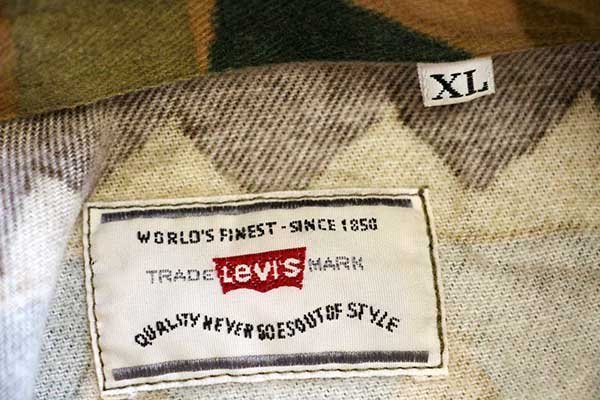 XL
WORLD'S FINEST - SINCE 1850
TRADE Levi's MARK
QUALITY NEVER GOES OUT OF STYLE